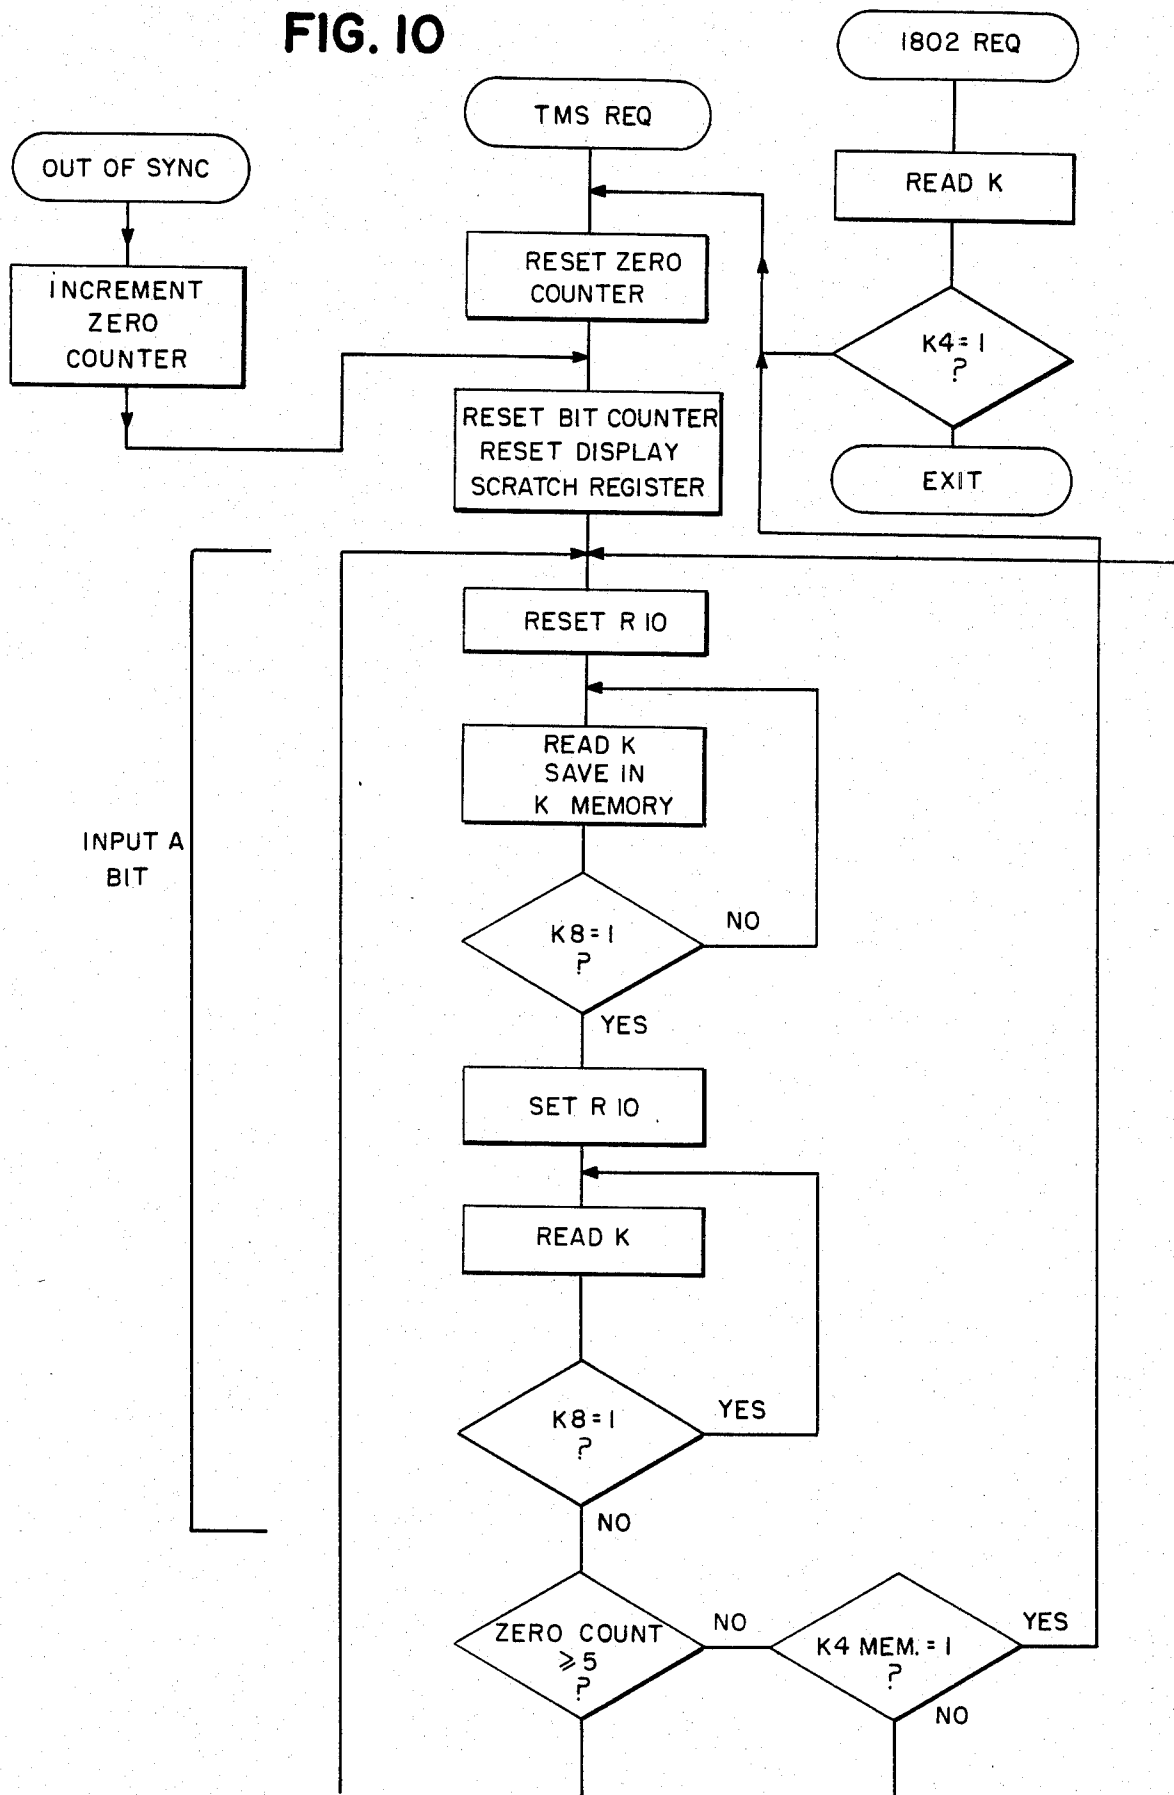 FIG. 10
1802 REQ
TMS REQ
OUT OF SYNC
READ K
RESET ZERO
COUNTER
INCREMENT
ZERO
COUNTER
K4=1
?
RESET BIT COUNTER
RESET DISPLAY
SCRATCH REGISTER
EXIT
RESET R 10
READ K
SAVE IN
K MEMORY
INPUT A
BIT
K8=1
?
NO
YES
SET R 10
READ K
K8=1
?
YES
NO
ZERO COUNT
≥5
?
NO
K4 MEM.=1
?
YES
NO